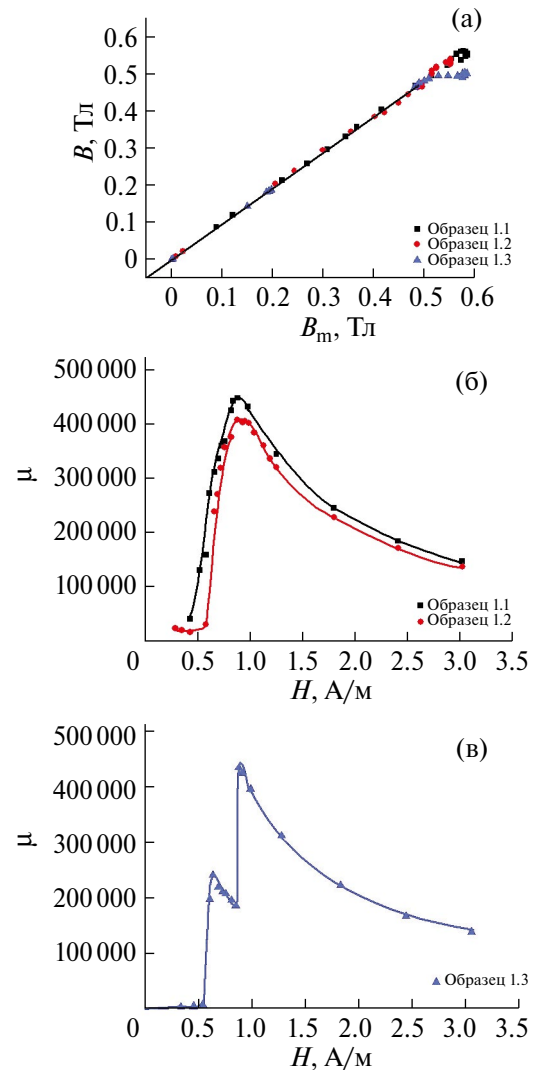 (а)
0.6
0.5
0.4
0.3
0.2
0.1
0
B, Тл
Образец 1.1
Образец 1.2
Образец 1.3
0 0.1 0.2 0.3 0.4 0.5 0.6
Bm, Тл
(б)
500 000
400 000
300 000
200 000
100 000
μ
Образец 1.1
Образец 1.2
0 0.5 1.0 1.5 2.0 2.5 3.0 3.5
H, А/м
(в)
500 000
400 000
300 000
200 000
100 000
μ
Образец 1.3
0 0.5 1.0 1.5 2.0 2.5 3.0 3.5
H, А/м